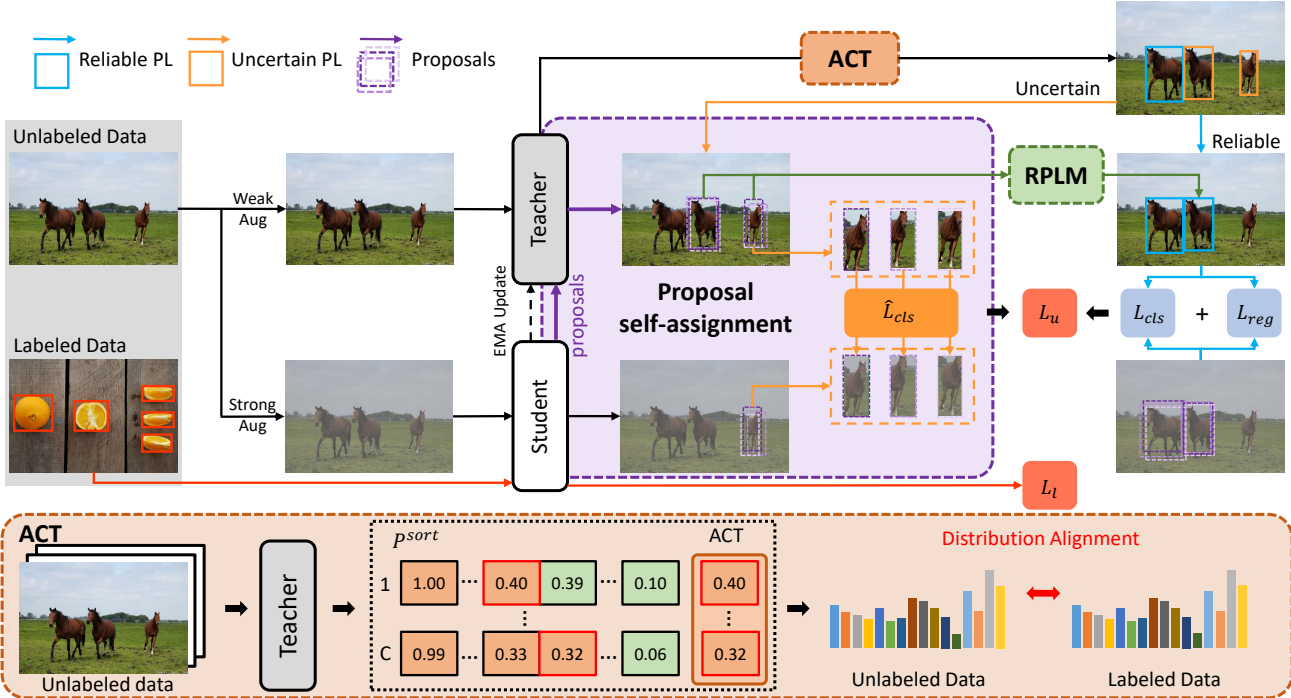 Reliable PL
Uncertain PL
Proposals
ACT
Uncertain
Reliable
Unlabeled Data
Weak
Aug
Teacher
RPLM
EMA Update
proposals
Proposal
self-assignment
L̂cls
Lu
Lcls
+
Lreg
Labeled Data
Strong
Aug
Student
Ll
ACT
Unlabeled data
Teacher
P^sort
ACT
1
1.00 ... 0.40 0.39 ... 0.10 0.40
⋮ ⋮
C
0.99 ... 0.33 0.32 ... 0.06 0.32
Distribution Alignment
Unlabeled Data
Labeled Data